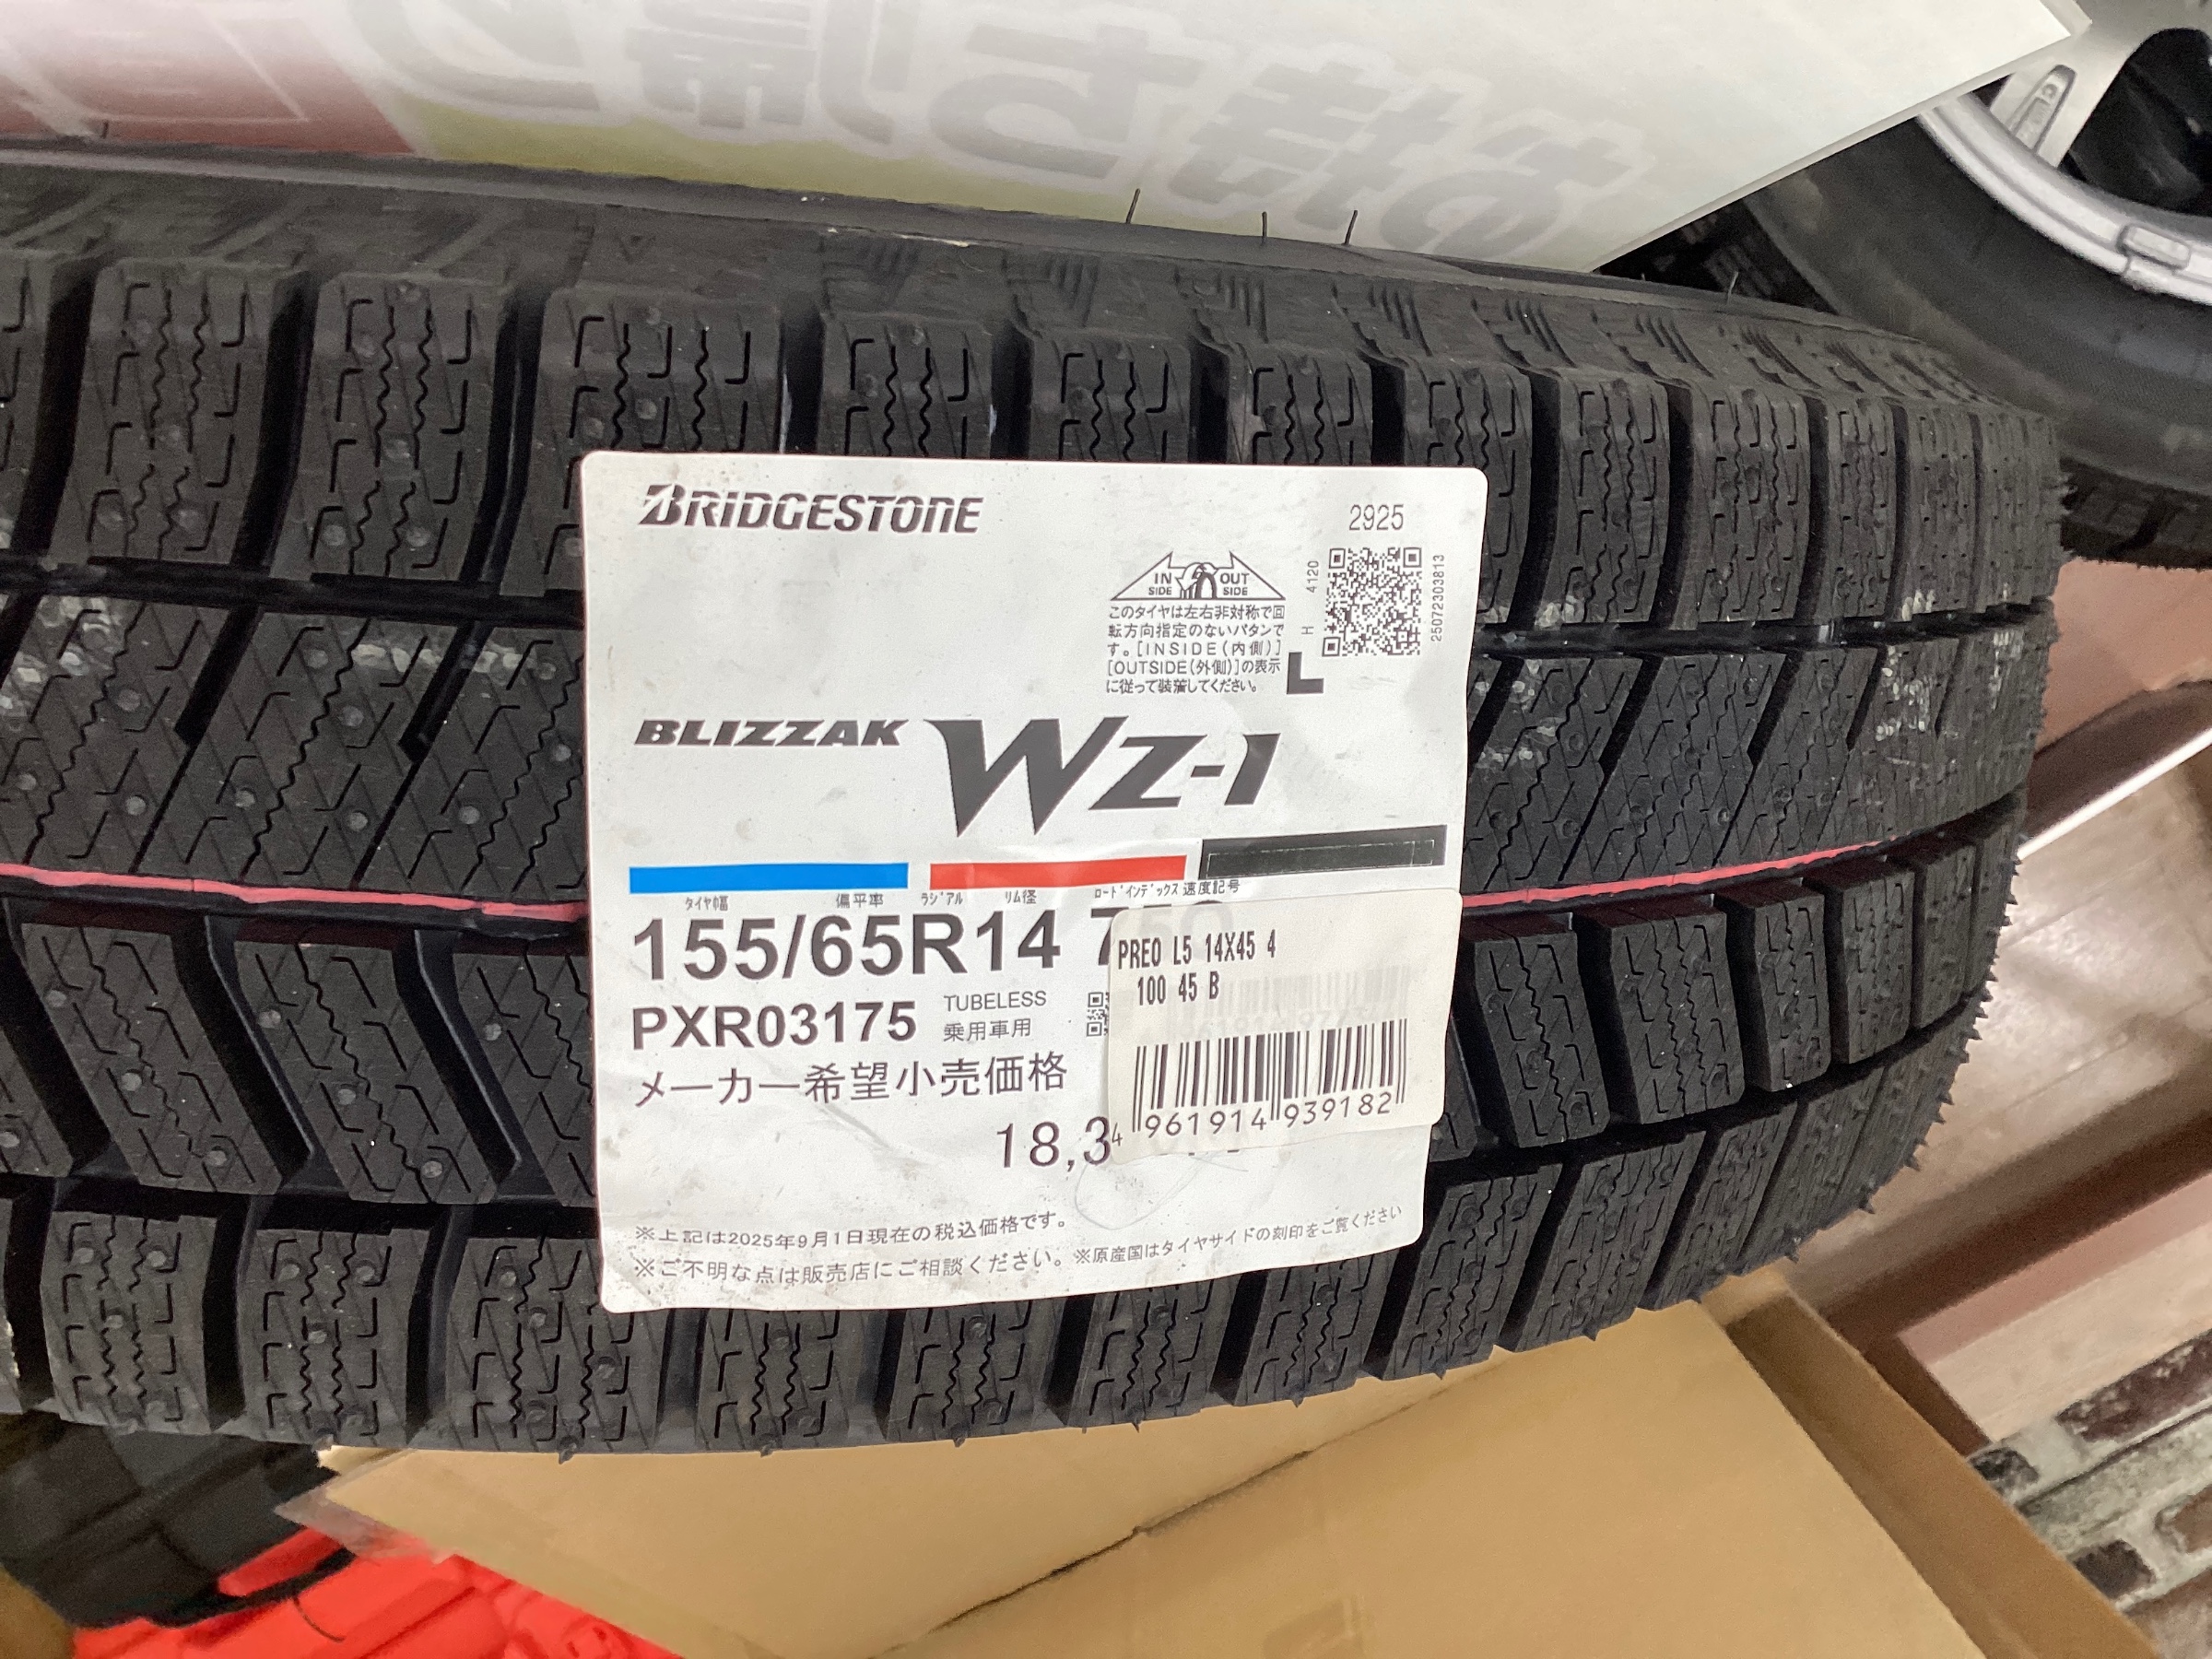 BRIDGESTONE
2925
IN SIDE
OUT SIDE
このタイヤは左右非対称で回
転方向指定のないパタンで
す。[INSIDE(内側)]
[OUTSIDE(外側)]の表示
に従って装着してください。
L
H 4120
25072303813
BLIZZAK WZ-1
タイヤ巾幅 偏平率 ラジアル リム径 ロードインデックス 速度記号
155/65R14
PXR03175
TUBELESS
乗用車用
メーカー希望小売価格
18,3
PREO L5 14X45 4
100 45 B
4961914939182
※上記は2025年9月1日現在の税込価格です。
※ご不明な点は販売店にご相談ください。※原産国はタイヤサイドの刻印をご覧ください